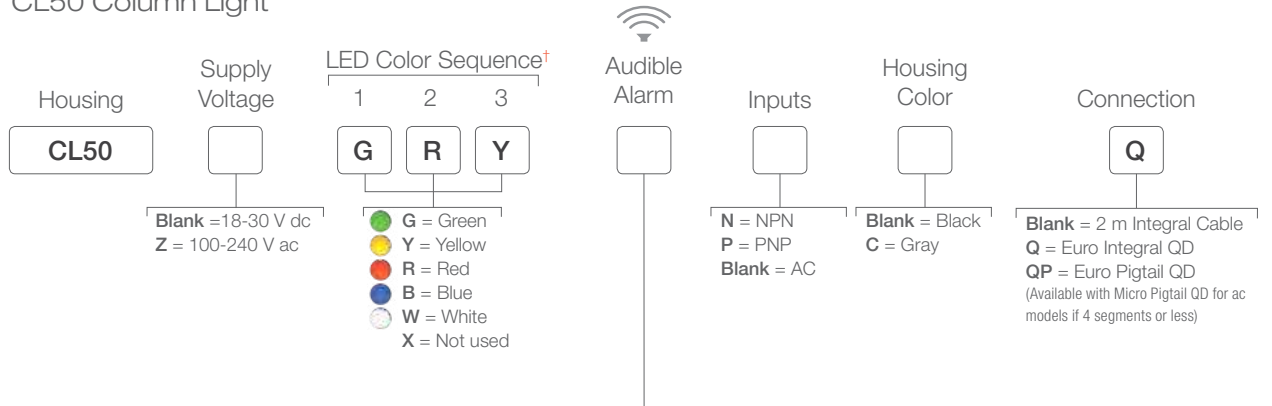 CL50 Column Light
Housing
CL50
Supply
Voltage
Blank =18-30 V dc
Z = 100-240 V ac
LED Color Sequence†
1 2 3
G R Y
G = Green
Y = Yellow
R = Red
B = Blue
W = White
X = Not used
Audible
Alarm
Inputs
N = NPN
P = PNP
Blank = AC
Housing
Color
Blank = Black
C = Gray
Connection
Q
Blank = 2 m Integral Cable
Q = Euro Integral QD
QP = Euro Pigtail QD
(Available with Micro Pigtail QD for ac
models if 4 segments or less)